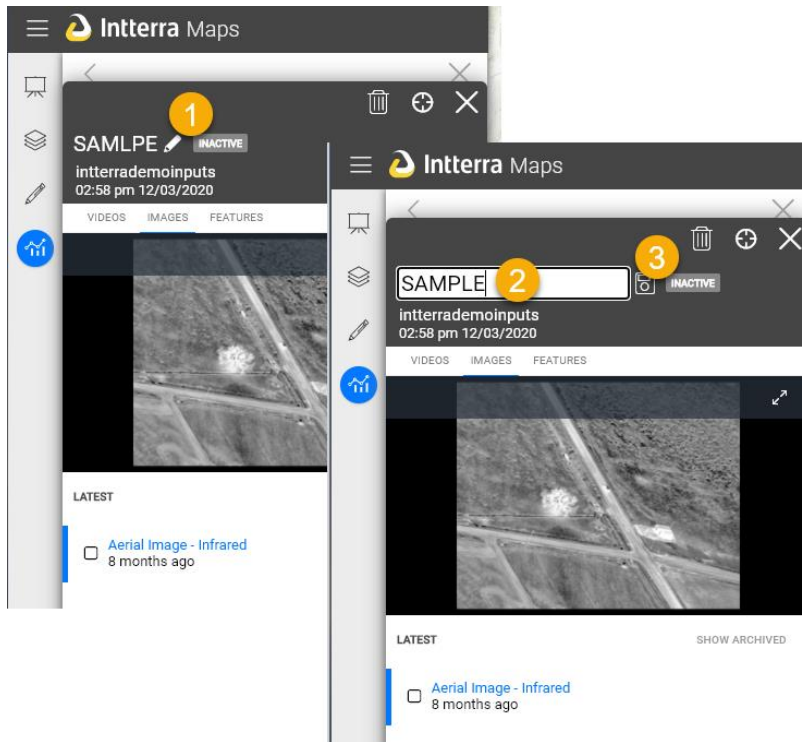 Intterra Maps
1
SAMLPE INACTIVE
intterrademoinputs
02:58 pm 12/03/2020
VIDEOS IMAGES FEATURES
LATEST
Aerial Image - Infrared
8 months ago
Intterra Maps
3
SAMPLE 2 INACTIVE
intterrademoinputs
02:58 pm 12/03/2020
VIDEOS IMAGES FEATURES
LATEST SHOW ARCHIVED
Aerial Image - Infrared
8 months ago